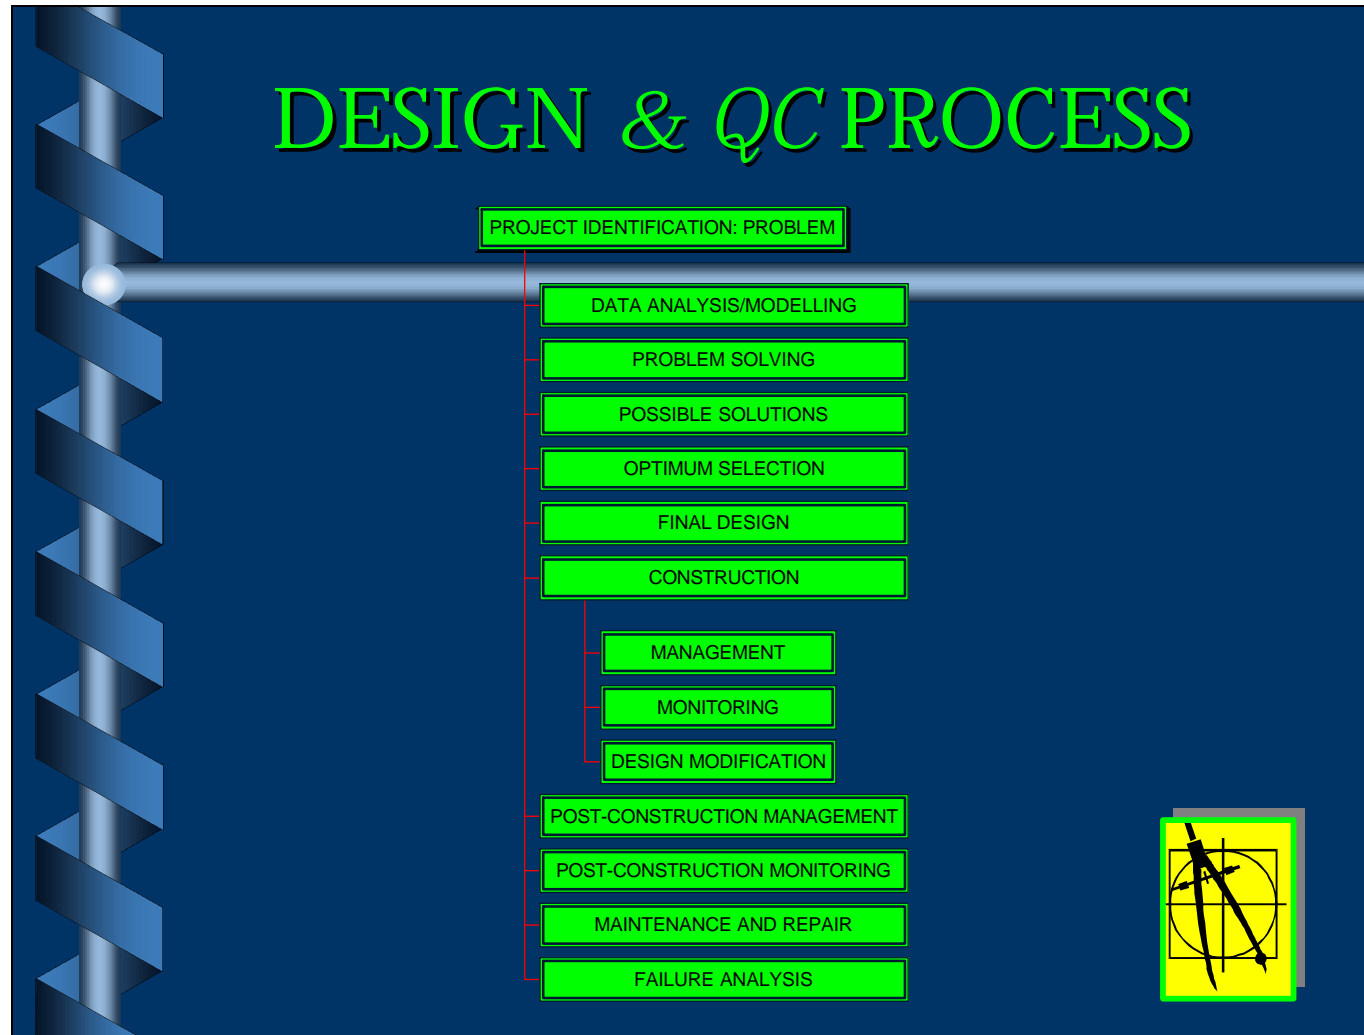 DESIGN & QC PROCESS
PROJECT IDENTIFICATION: PROBLEM
DATA ANALYSIS/MODELLING
PROBLEM SOLVING
POSSIBLE SOLUTIONS
OPTIMUM SELECTION
FINAL DESIGN
CONSTRUCTION
MANAGEMENT
MONITORING
DESIGN MODIFICATION
POST-CONSTRUCTION MANAGEMENT
POST-CONSTRUCTION MONITORING
MAINTENANCE AND REPAIR
FAILURE ANALYSIS